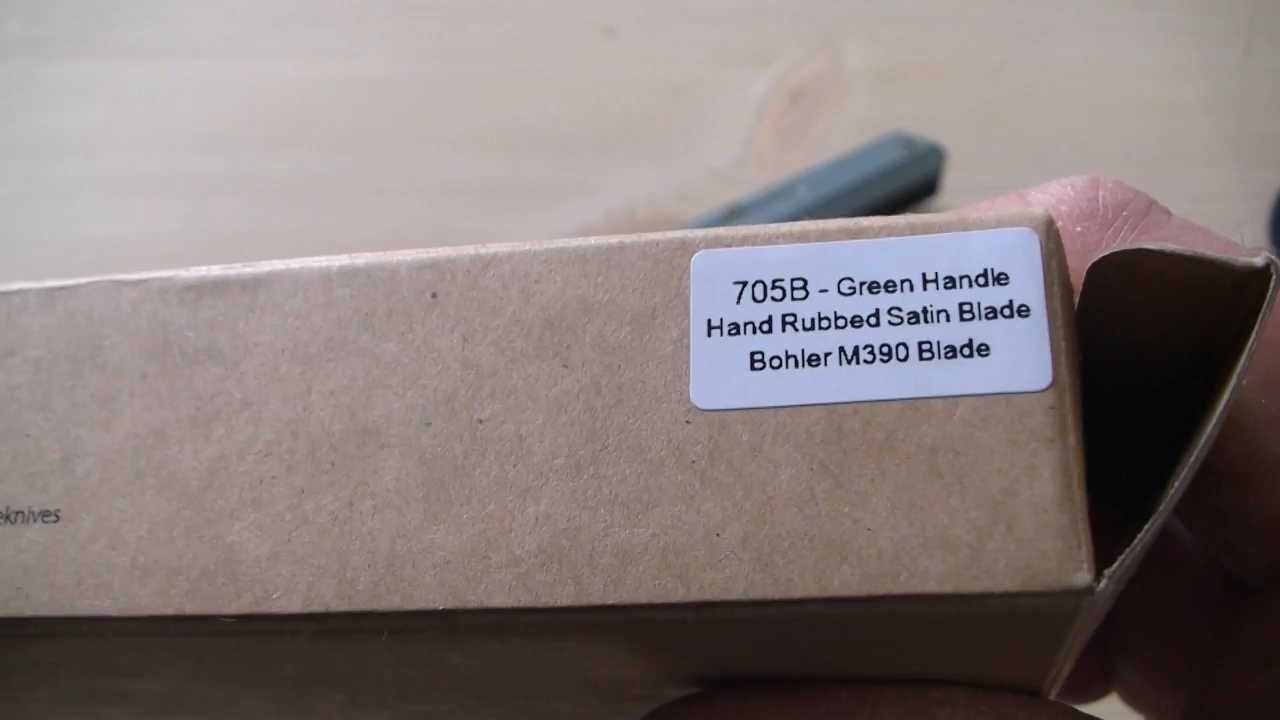 705B - Green Handle
Hand Rubbed Satin Blade
Bohler M390 Blade
eknives